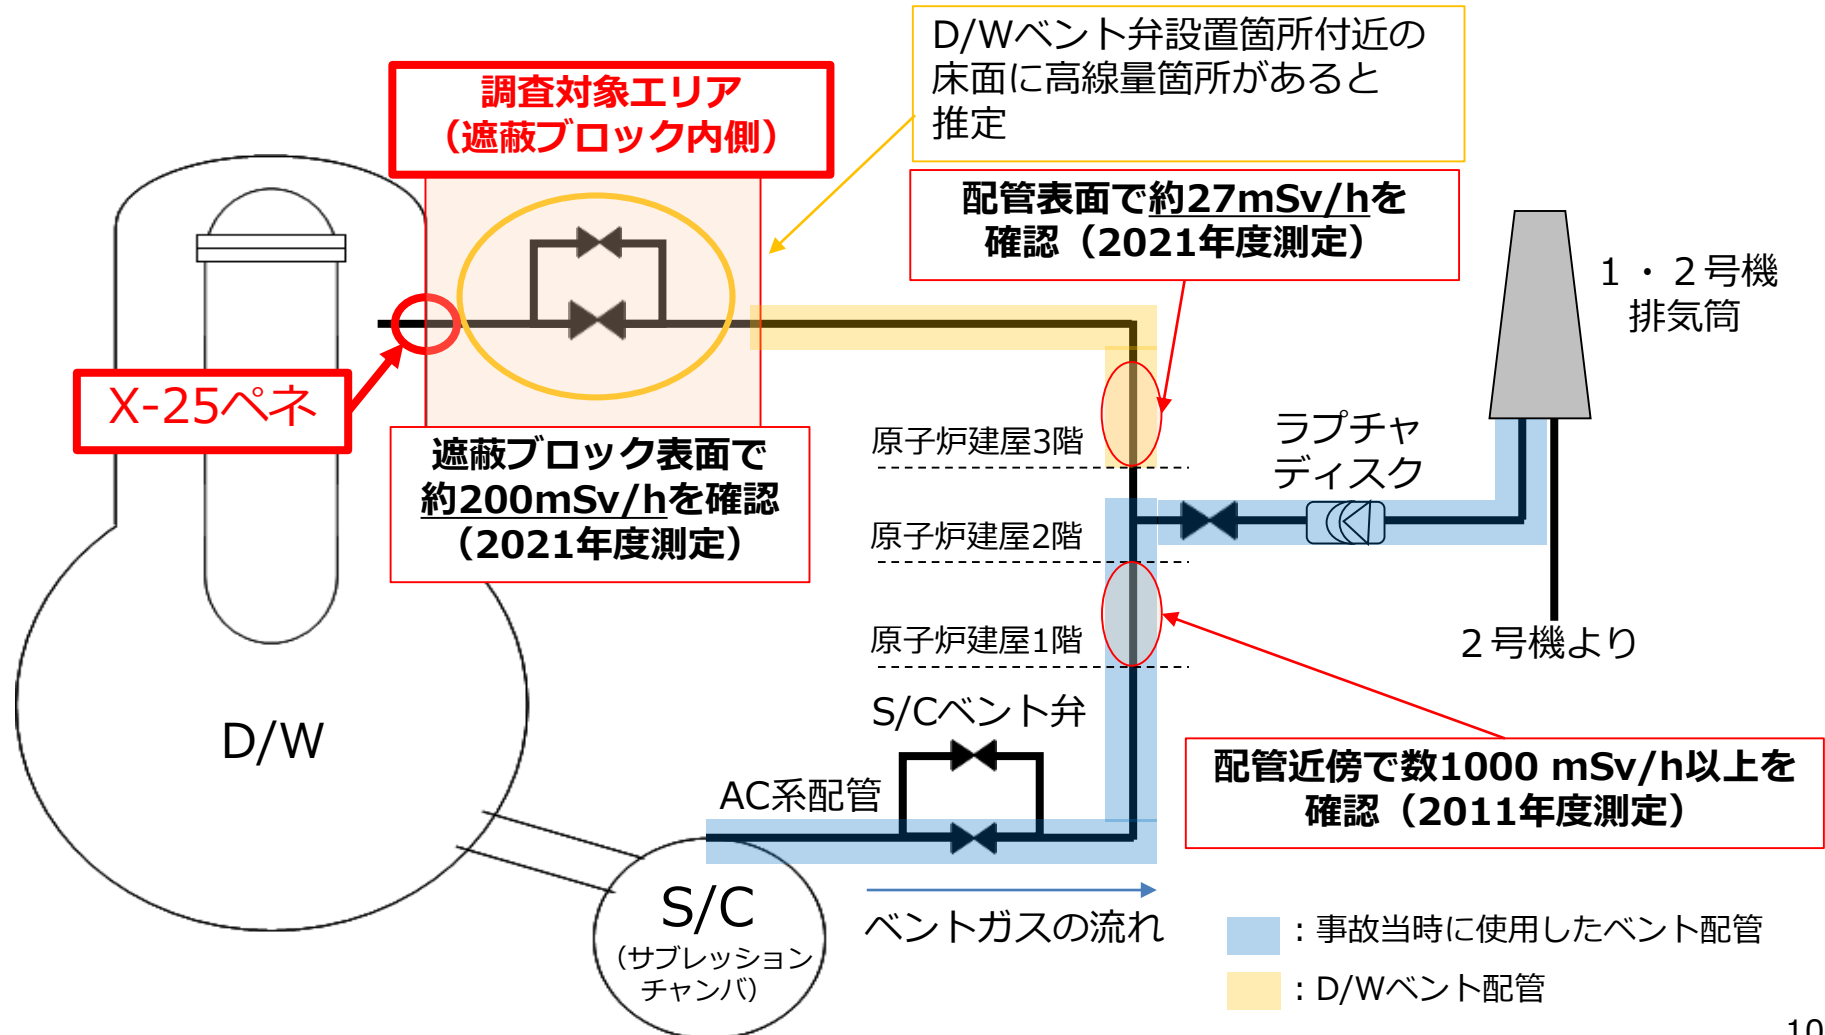 D/Wベント弁設置箇所付近の
床面に高線量箇所があると
推定
調査対象エリア
（遮蔽ブロック内側）
配管表面で約27mSv/hを
確認（2021年度測定）
１・２号機
排気筒
X-25ペネ
遮蔽ブロック表面で
約200mSv/hを確認
（2021年度測定）
原子炉建屋3階
ラプチャ
ディスク
原子炉建屋2階
原子炉建屋1階
２号機より
D/W
S/Cベント弁
AC系配管
配管近傍で数1000 mSv/h以上を
確認（2011年度測定）
S/C
（サブレッション
チャンバ）
ベントガスの流れ
：事故当時に使用したベント配管
：D/Wベント配管
10